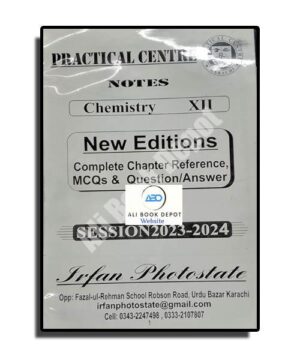 PRACTICAL CENTRE
NOTES
Chemistry XII
New Editions
Complete Chapter Reference,
MCQs & Question/Answer
ABD
ALI BOOK DEPOT
Website
SESSION2023-2024
Irfan Photostate
Opp: Fazal-ul-Rehman School Robson Road, Urdu Bazar Karachi
irfanphotostate@gmail.com
Cell: 0343-2247498 , 0333-2107807